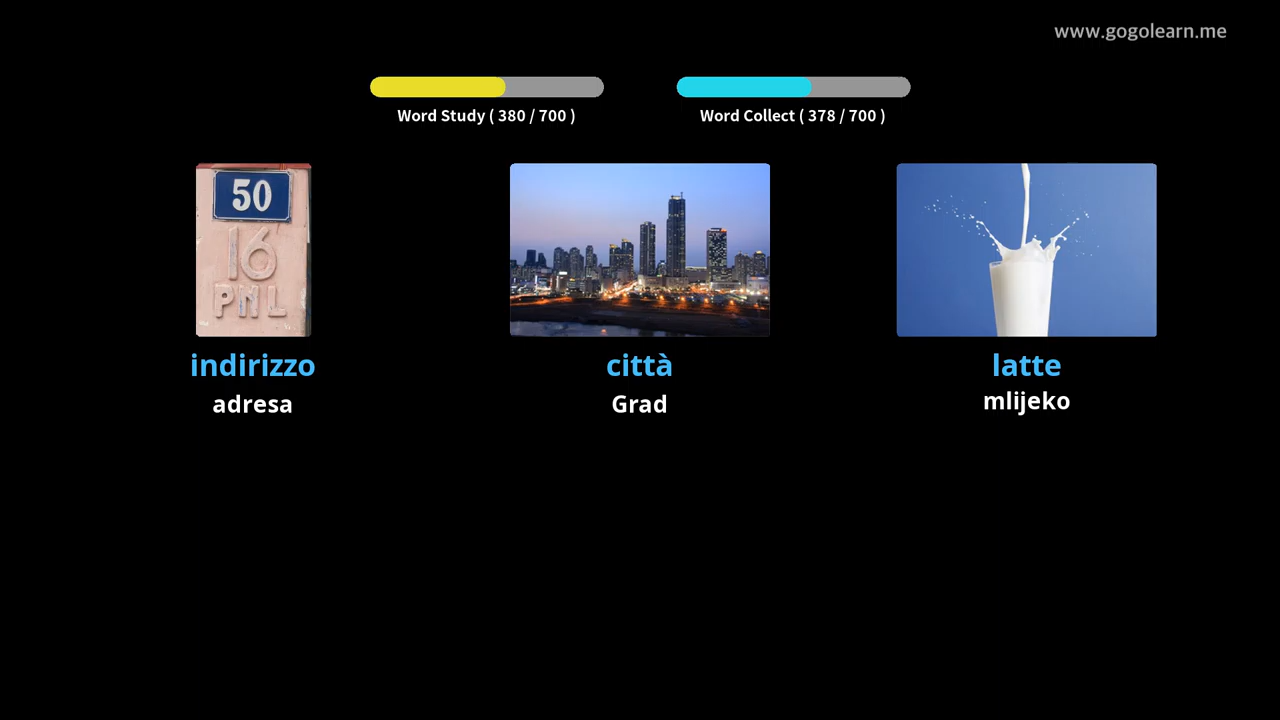 www.gogolearn.me
Word Study ( 380 / 700 )
Word Collect ( 378 / 700 )
50
16
PNL
indirizzo
città
latte
adresa
Grad
mlijeko